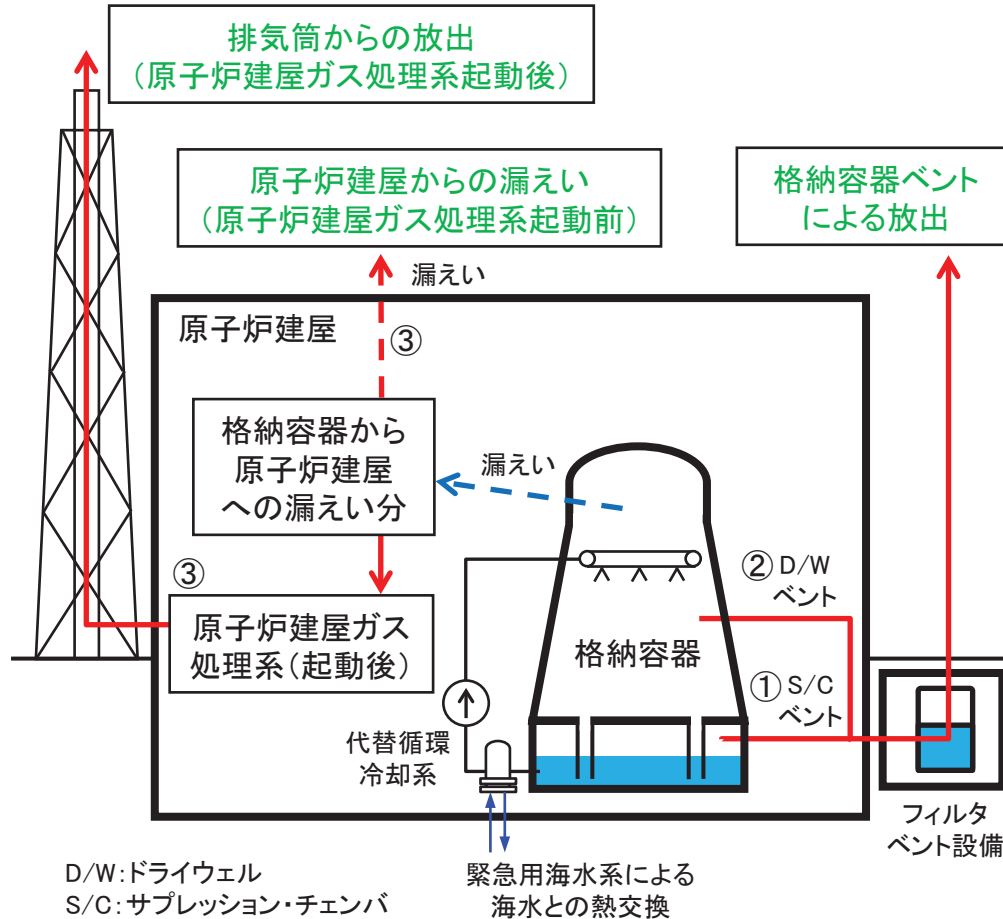 排気筒からの放出
(原子炉建屋ガス処理系起動後)
原子炉建屋からの漏えい
(原子炉建屋ガス処理系起動前)
格納容器ベント
による放出
漏えい
原子炉建屋
③
格納容器から
原子炉建屋
への漏えい分
漏えい
③
原子炉建屋ガス
処理系(起動後)
②D/W
ベント
格納容器
①S/C
ベント
代替循環
冷却系
フィルタ
ベント設備
D/W:ドライウェル
S/C:サプレッション・チェンバ
緊急用海水系による
海水との熱交換